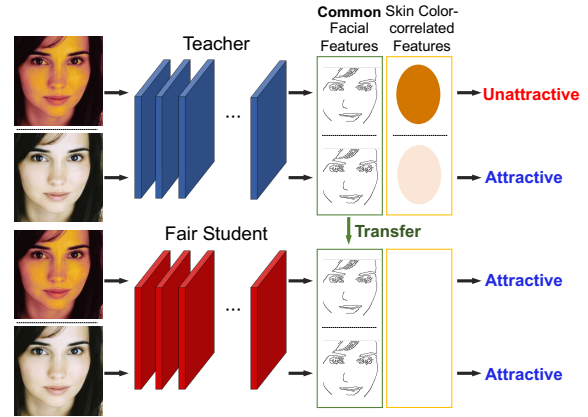 Teacher
Common
Facial
Features
Skin Color-
correlated
Features
...
Unattractive
Attractive
Transfer
Fair Student
...
Attractive
Attractive